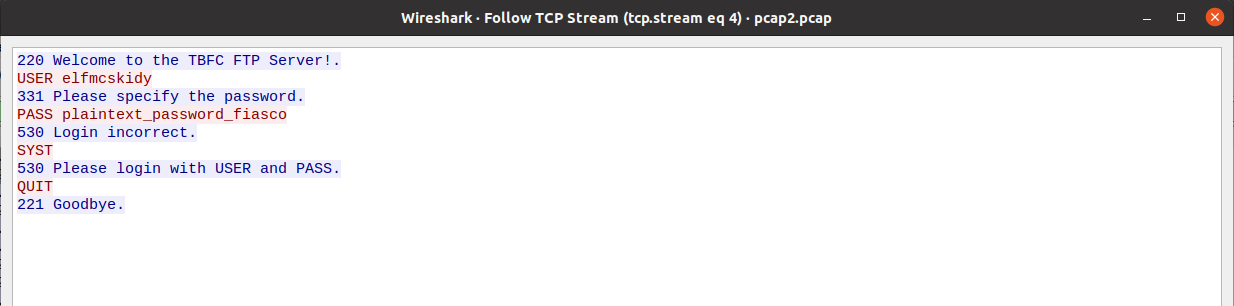 Wireshark · Follow TCP Stream (tcp.stream eq 4) · pcap2.pcap
220 Welcome to the TBFC FTP Server!.
USER elfmcskidy
331 Please specify the password.
PASS plaintext_password_fiasco
530 Login incorrect.
SYST
530 Please login with USER and PASS.
QUIT
221 Goodbye.